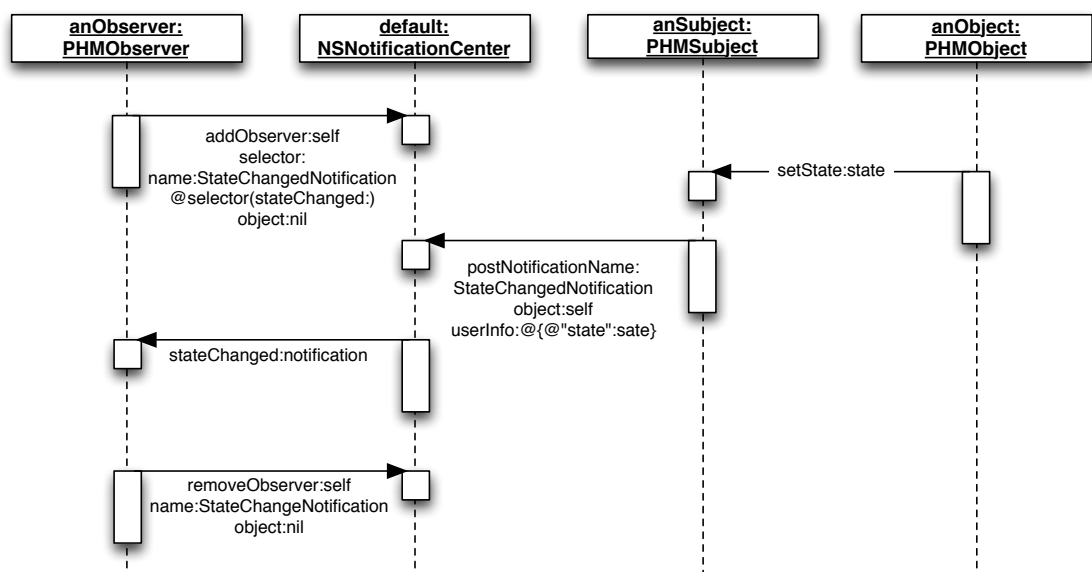 anObserver:
PHMObserver
default:
NSNotificationCenter
anSubject:
PHMSubject
anObject:
PHMObject
addObserver:self
selector:
name:StateChangedNotification
@selector(stateChanged:)
object:nil
setState:state
postNotificationName:
StateChangedNotification
object:self
userInfo:@{@"state":sate}
stateChanged:notification
removeObserver:self
name:StateChangeNotification
object:nil